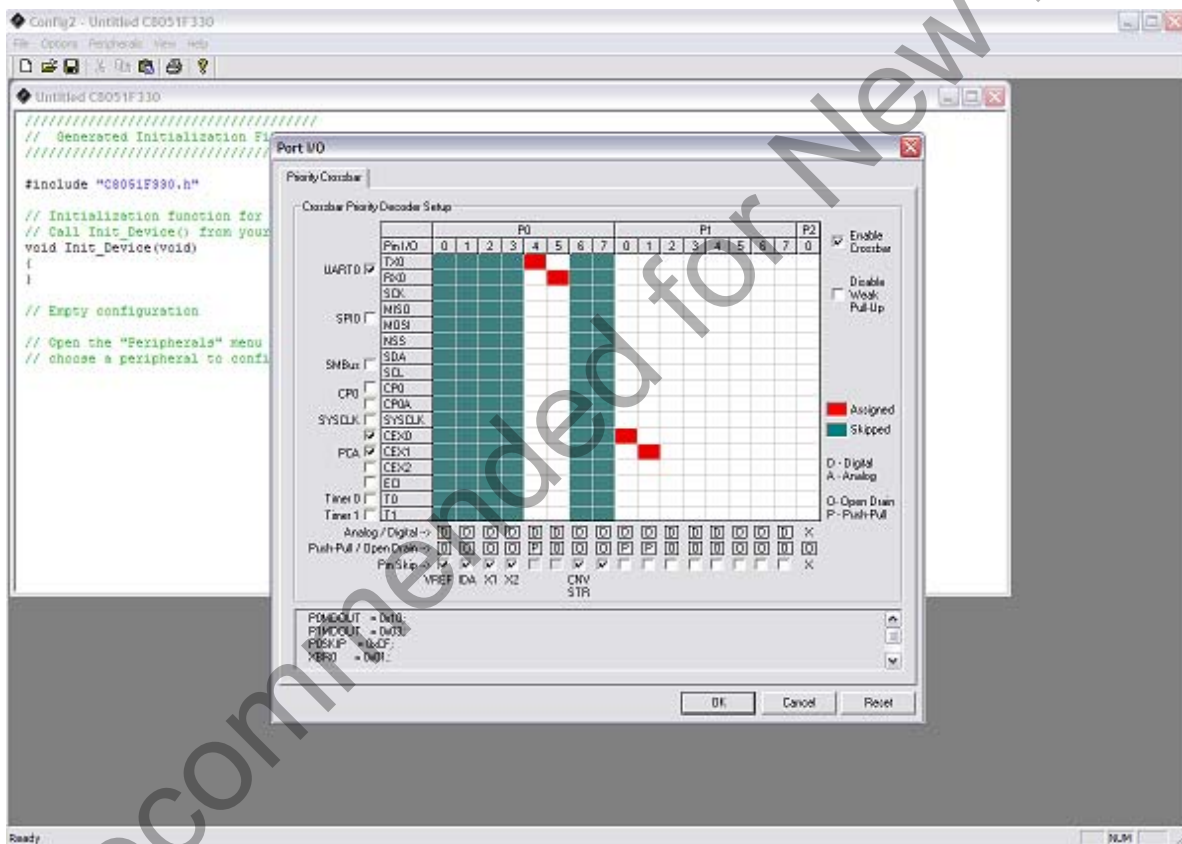 Config2 - Untitled C8051F330
File Options Peripherals View Help
Untitled C8051F330
/////////////////////////////////////
// Generated Initialization Fi
#include "C8051F330.h"
// Initialization function for
// Call Init_Device() from your
void Init_Device(void)
{
}
// Empty configuration
// Open the "Peripherals" menu
// choose a peripheral to confi
Port I/O
Priority Crossbar
Crossbar Priority Decoder Setup
P0 P1 P2
Pin I/O 0 1 2 3 4 5 6 7 0 1 2 3 4 5 6 7 0
UART0 TX0
RX0
SCK
SPI0 MISO
MOSI
NSS
SMBus SDA
SCL
CP0 CP0
CP0A
SYSCLK SYSCLK
CEX0
PCA CEX1
CEX2
ECI
Timer 0 T0
Timer 1 T1
Analog / Digital ->
Push-Pull / Open Drain ->
Pin Skip ->
VREF IDA X1 X2 CNV
STR
Enable
Crossbar
Disable
Weak
Pull-Up
Assigned
Skipped
D - Digital
A - Analog
O - Open Drain
P - Push-Pull
P0MDOUT = 0x10;
P1MDOUT = 0x03;
P0SKIP = 0xCF;
XBR0 = 0x01;
OK Cancel Reset
Ready NUM
ecommended for New